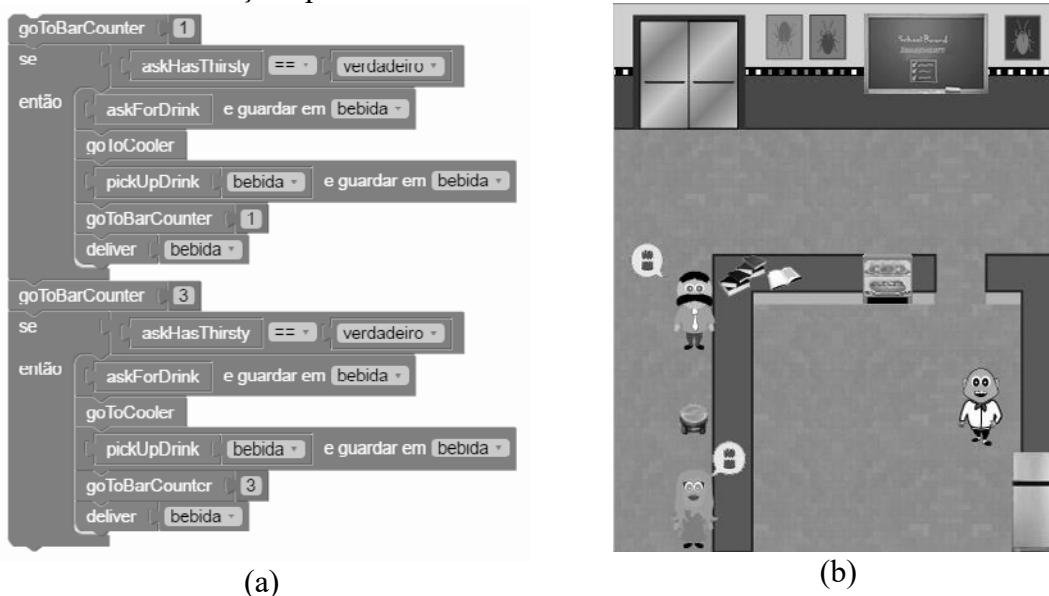 goToBarCounter 1
se askHasThirsty == verdadeiro
então askForDrink e guardar em bebida
goToCooler
pickUpDrink bebida e guardar em bebida
goToBarCounter 1
deliver bebida
goToBarCounter 3
se askHasThirsty == verdadeiro
então askForDrink e guardar em bebida
goToCooler
pickUpDrink bebida e guardar em bebida
goToBarCounter 3
deliver bebida
(a)
School Board
(b)